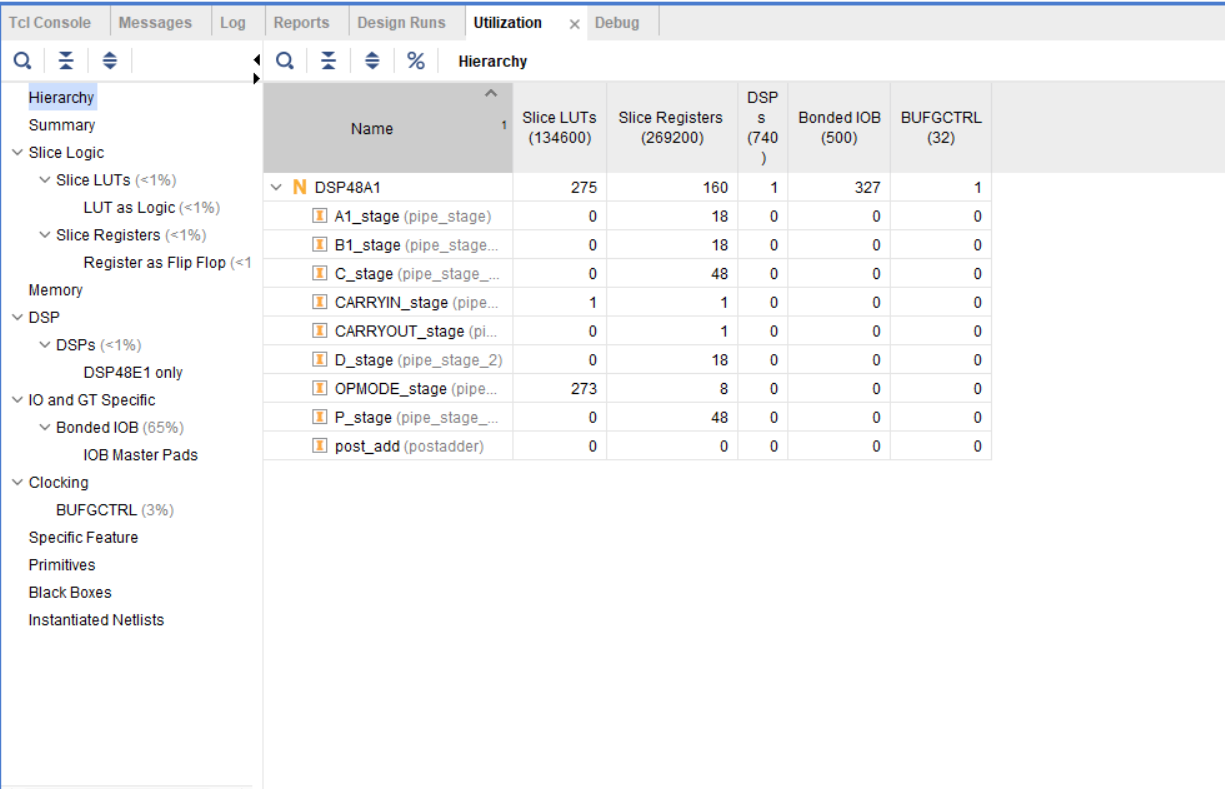 Tcl Console Messages Log Reports Design Runs Utilization × Debug
Hierarchy
Hierarchy
Summary
Slice Logic
Slice LUTs (<1%)
LUT as Logic (<1%)
Slice Registers (<1%)
Register as Flip Flop (<1
Memory
DSP
DSPs (<1%)
DSP48E1 only
IO and GT Specific
Bonded IOB (65%)
IOB Master Pads
Clocking
BUFGCTRL (3%)
Specific Feature
Primitives
Black Boxes
Instantiated Netlists
Name 1
Slice LUTs
(134600)
Slice Registers
(269200)
DSP
s
(740
)
Bonded IOB
(500)
BUFGCTRL
(32)
N DSP48A1 275 160 1 327 1
I A1_stage (pipe_stage) 0 18 0 0 0
I B1_stage (pipe_stage... 0 18 0 0 0
I C_stage (pipe_stage_... 0 48 0 0 0
I CARRYIN_stage (pipe... 1 1 0 0 0
I CARRYOUT_stage (pi... 0 1 0 0 0
I D_stage (pipe_stage_2) 0 18 0 0 0
I OPMODE_stage (pipe... 273 8 0 0 0
I P_stage (pipe_stage_... 0 48 0 0 0
I post_add (postadder) 0 0 0 0 0